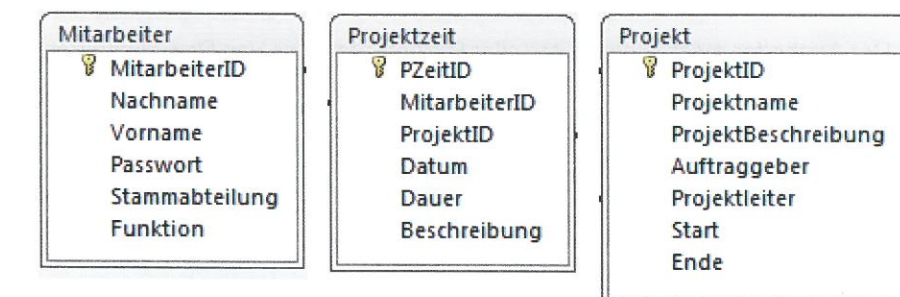 Mitarbeiter
MitarbeiterID
Nachname
Vorname
Passwort
Stammabteilung
Funktion
Projektzeit
PZeitID
MitarbeiterID
ProjektID
Datum
Dauer
Beschreibung
Projekt
ProjektID
Projektname
ProjektBeschreibung
Auftraggeber
Projektleiter
Start
Ende